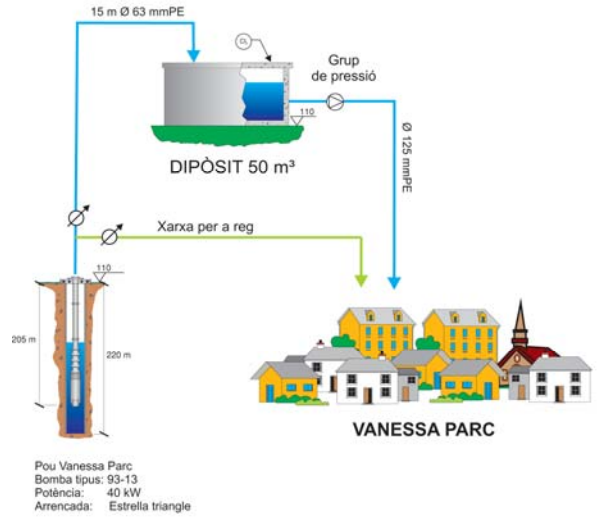 15 m Ø 63 mmPE
CL
Grup
de pressió
110
DIPÒSIT 50 m³
Ø 125 mmPE
Xarxa per a reg
110
205 m
220 m
VANESSA PARC
Pou Vanessa Parc
Bomba tipus: 93-13
Potència: 40 kW
Arrencada: Estrella triangle